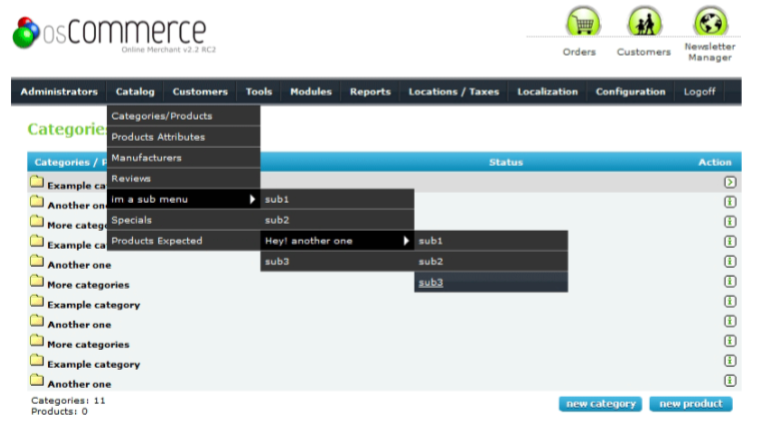 osCommerce
Online Merchant v2.2 RC2
Orders Customers Newsletter Manager
Administrators Catalog Customers Tools Modules Reports Locations / Taxes Localization Configuration Logoff
Categories/Products
Categorie
Products Attributes
Categories / P Manufacturers Status Action
Reviews
Example ca
im a sub menu sub1
Another on
Specials sub2
More catego
Example ca Products Expected Hey! another one sub1
Another one sub3 sub2
More categories sub3
Example category
Another one
More categories
Example category
Another one
Categories: 11 new category new product
Products: 0